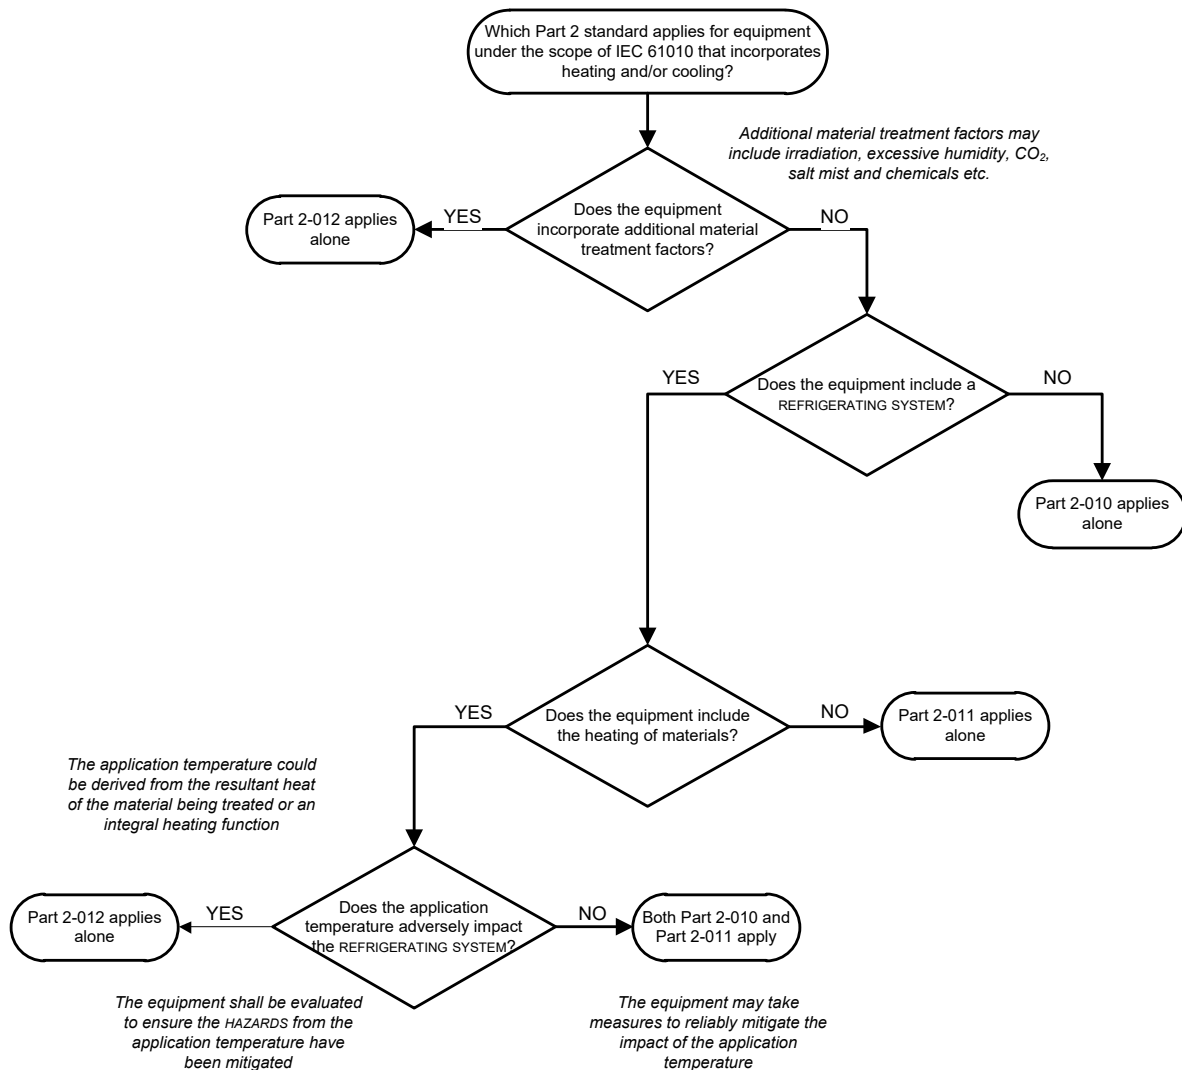 Which Part 2 standard applies for equipment
under the scope of IEC 61010 that incorporates
heating and/or cooling?
Additional material treatment factors may
include irradiation, excessive humidity, CO₂,
salt mist and chemicals etc.
Part 2-012 applies
alone
YES
Does the equipment
incorporate additional material
treatment factors?
NO
YES
Does the equipment include a
REFRIGERATING SYSTEM?
NO
Part 2-010 applies
alone
YES
Does the equipment include
the heating of materials?
NO
Part 2-011 applies
alone
The application temperature could
be derived from the resultant heat
of the material being treated or an
integral heating function
Part 2-012 applies
alone
YES
Does the application
temperature adversely impact
the REFRIGERATING SYSTEM?
NO
Both Part 2-010 and
Part 2-011 apply
The equipment shall be evaluated
to ensure the HAZARDS from the
application temperature have
been mitigated
The equipment may take
measures to reliably mitigate the
impact of the application
temperature